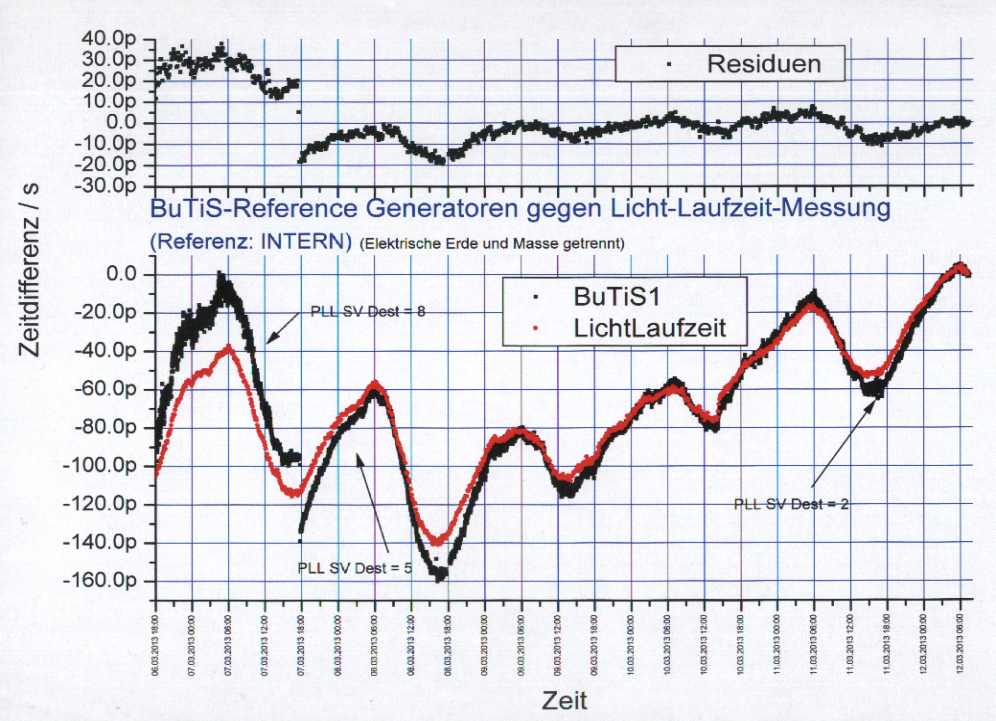 40.0p
30.0p
20.0p
10.0p
0.0
-10.0p
-20.0p
-30.0p
Residuen
Zeitdifferenz / s
BuTiS-Reference Generatoren gegen Licht-Laufzeit-Messung
(Referenz: INTERN) (Elektrische Erde und Masse getrennt)
0.0
-20.0p
-40.0p
-60.0p
-80.0p
-100.0p
-120.0p
-140.0p
-160.0p
BuTiS1
LichtLaufzeit
PLL SV Dest = 8
PLL SV Dest = 5
PLL SV Dest = 2
06.03.2013 18:00
07.03.2013 00:00
07.03.2013 06:00
07.03.2013 12:00
07.03.2013 18:00
08.03.2013 00:00
08.03.2013 06:00
08.03.2013 12:00
08.03.2013 18:00
09.03.2013 00:00
09.03.2013 06:00
09.03.2013 12:00
09.03.2013 18:00
10.03.2013 00:00
10.03.2013 06:00
10.03.2013 12:00
10.03.2013 18:00
11.03.2013 00:00
11.03.2013 06:00
11.03.2013 12:00
11.03.2013 18:00
12.03.2013 00:00
12.03.2013 06:00
Zeit